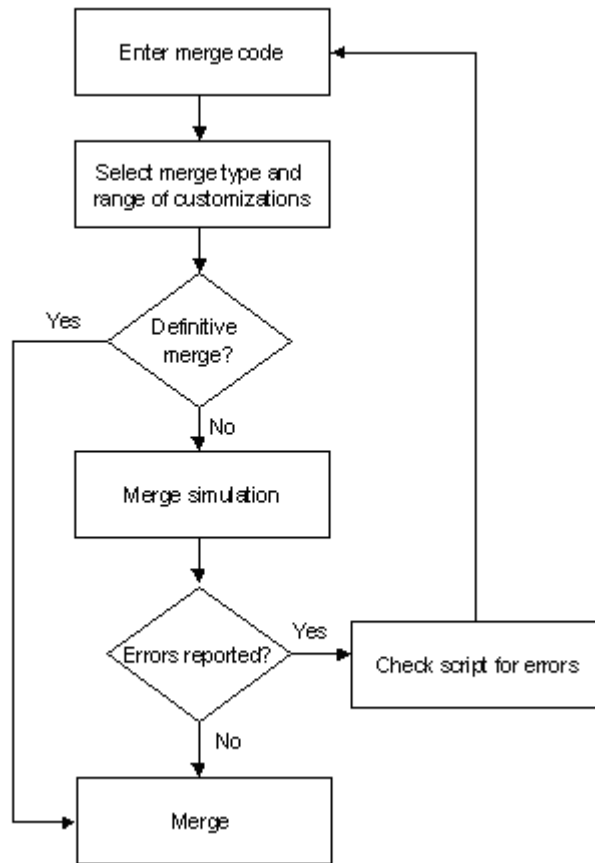 Enter merge code
Select merge type and
range of customizations
Yes
Definitive
merge?
No
Merge simulation
Errors reported?
Yes
Check script for errors
No
Merge